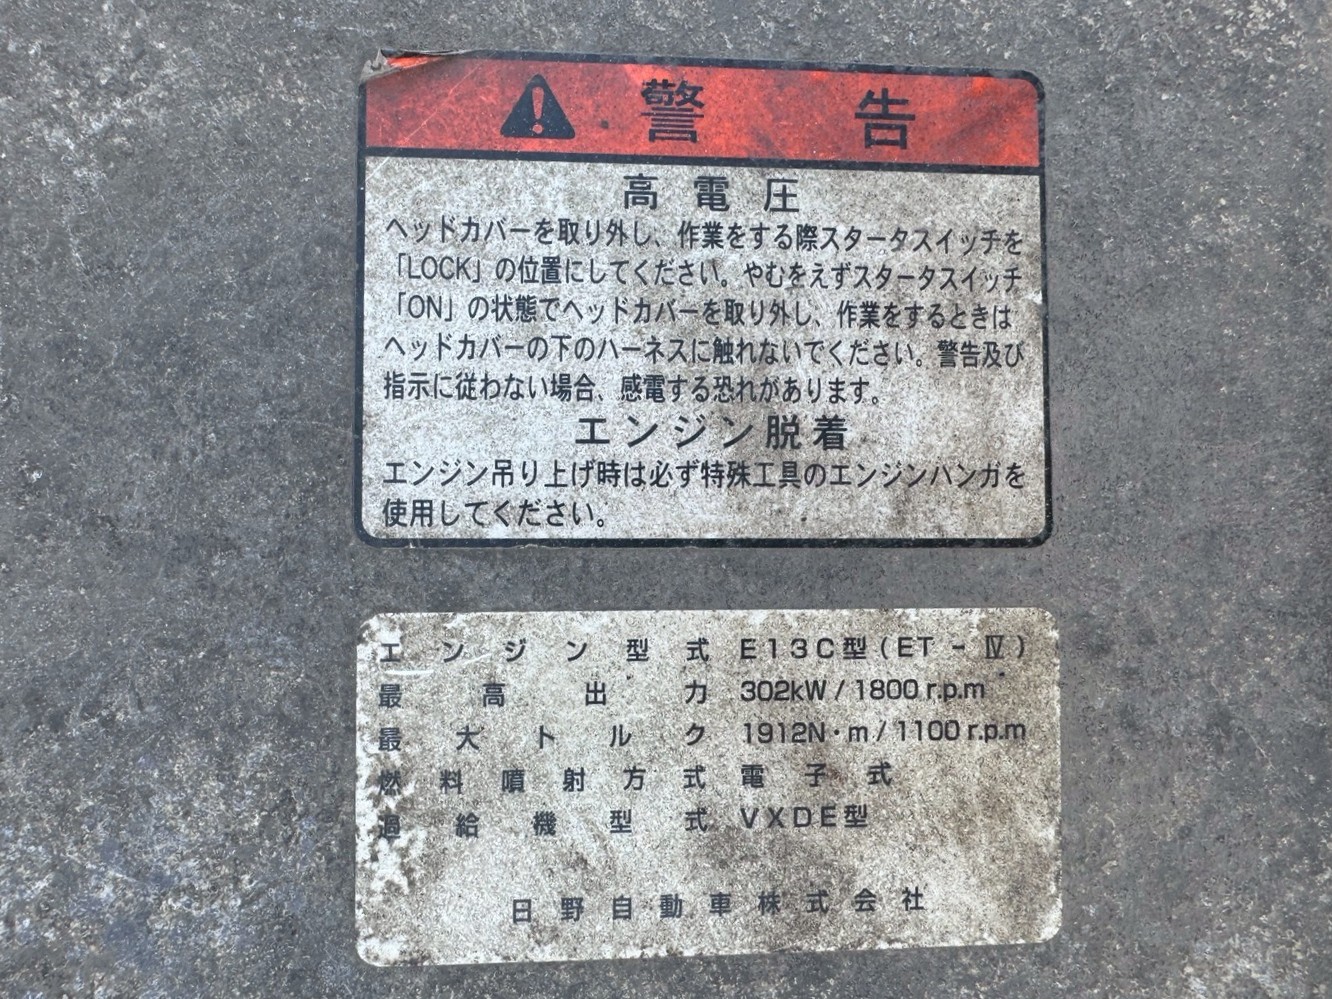 警告
高電圧
ヘッドカバーを取り外し、作業をする際スタータスイッチを
「LOCK」の位置にしてください。やむをえずスタータスイッチ
「ON」の状態でヘッドカバーを取り外し、作業をするときは
ヘッドカバーの下のハーネスに触れないでください。警告及び
指示に従わない場合、感電する恐れがあります。
エンジン脱着
エンジン吊り上げ時は必ず特殊工具のエンジンハンガを
使用してください。
エンジン型式 E13C型(ET-Ⅳ)
最高出力 302kW/1800r.p.m
最大トルク 1912N・m/1100r.p.m
燃料噴射方式 電子式
過給機型式 VXDE型
日野自動車株式会社